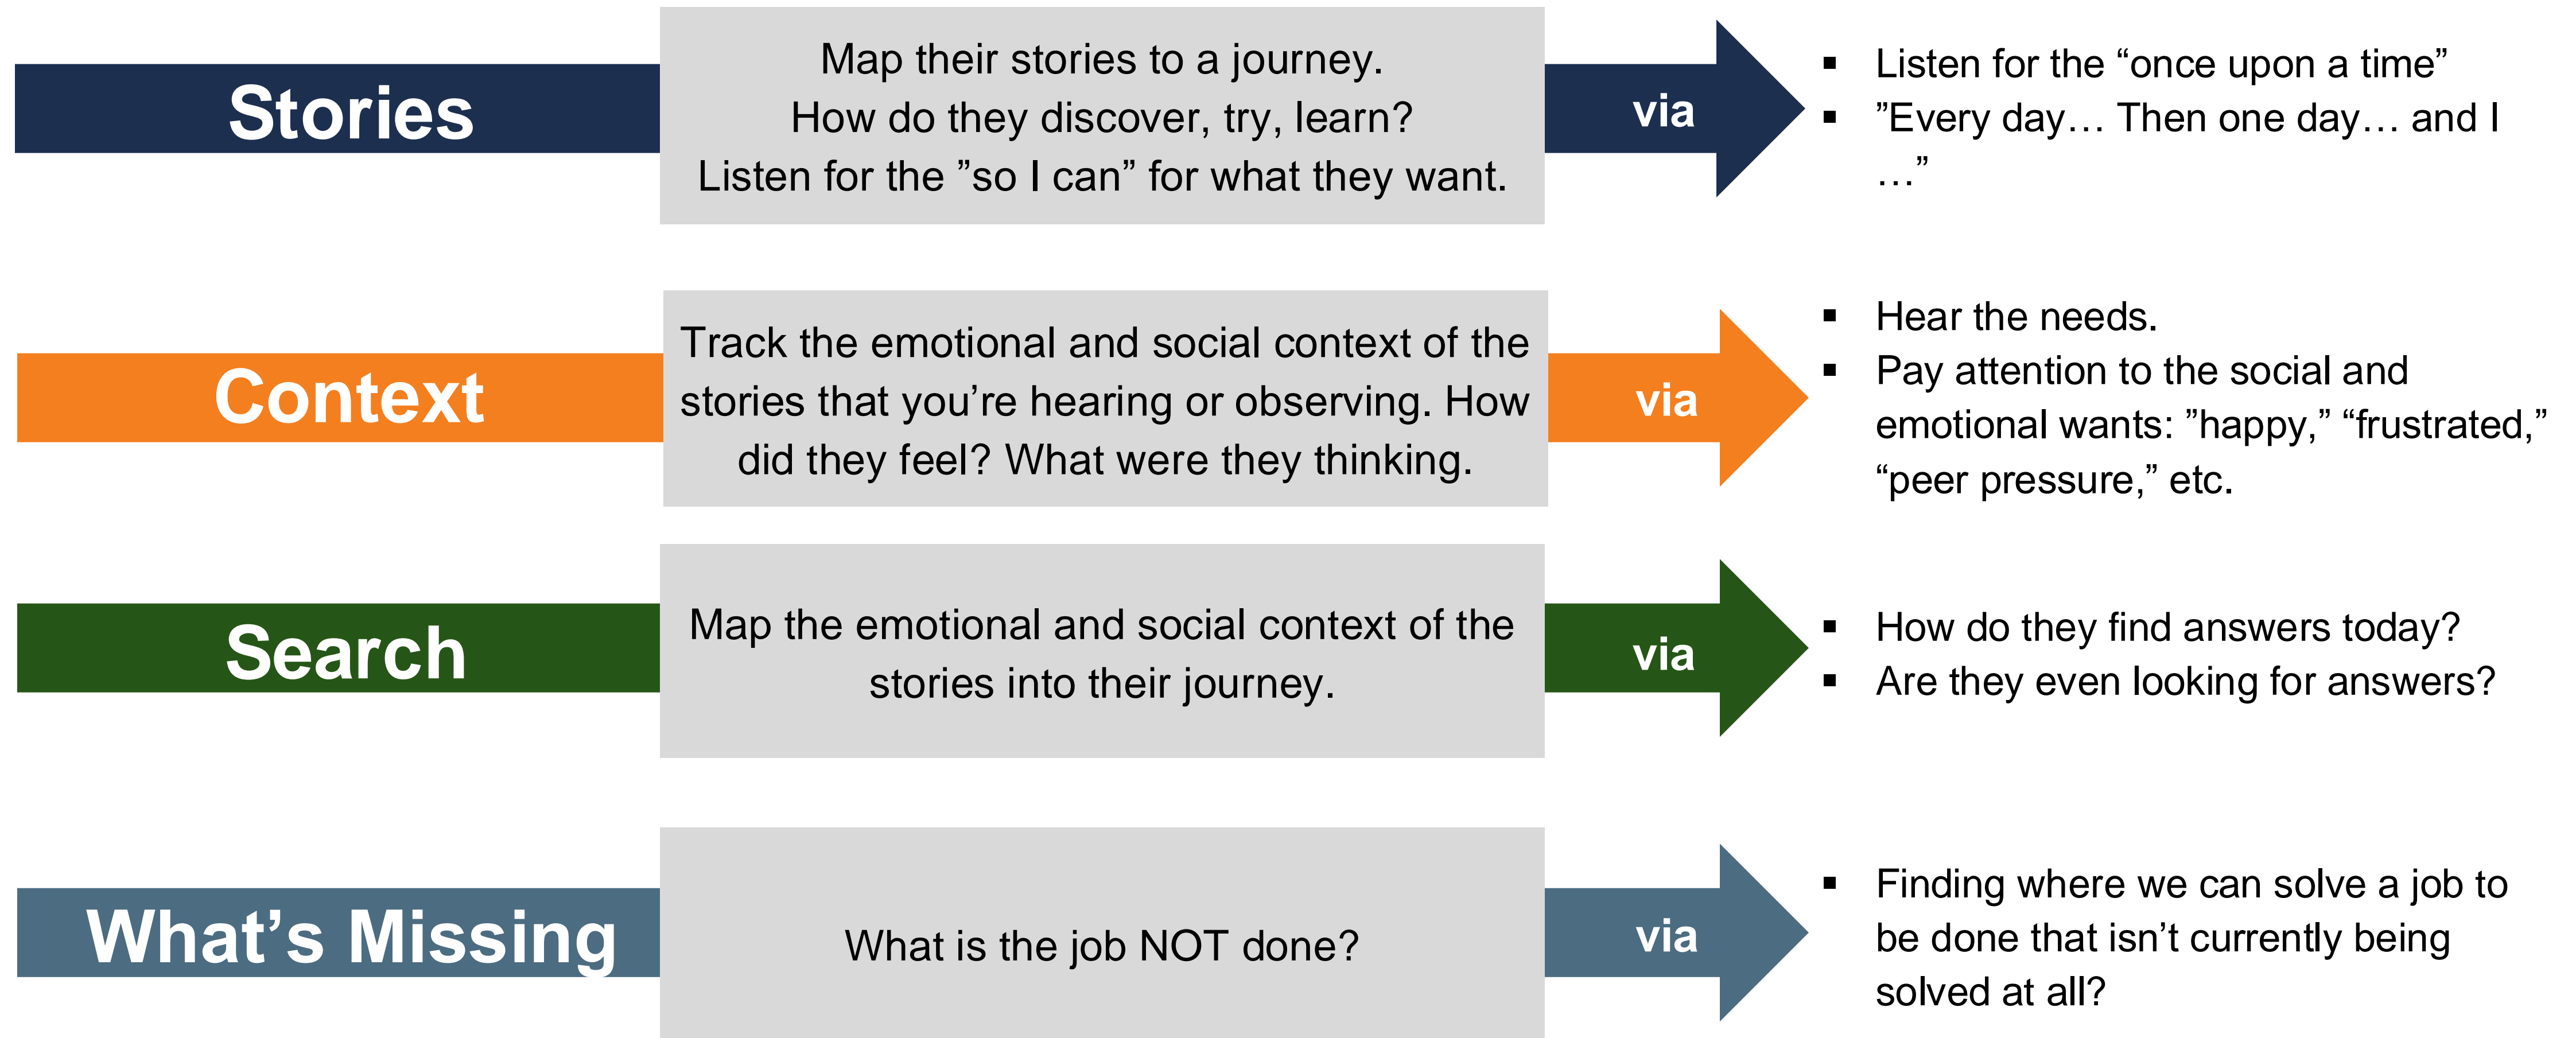 Stories
Map their stories to a journey.
How do they discover, try, learn?
Listen for the ”so I can” for what they want.
via
▪ Listen for the “once upon a time”
▪ ”Every day… Then one day… and I
…”
Context
Track the emotional and social context of the
stories that you’re hearing or observing. How
did they feel? What were they thinking.
via
▪ Hear the needs.
▪ Pay attention to the social and
emotional wants: ”happy,” “frustrated,”
“peer pressure,” etc.
Search
Map the emotional and social context of the
stories into their journey.
via
▪ How do they find answers today?
▪ Are they even looking for answers?
What’s Missing
What is the job NOT done?
via
▪ Finding where we can solve a job to
be done that isn’t currently being
solved at all?